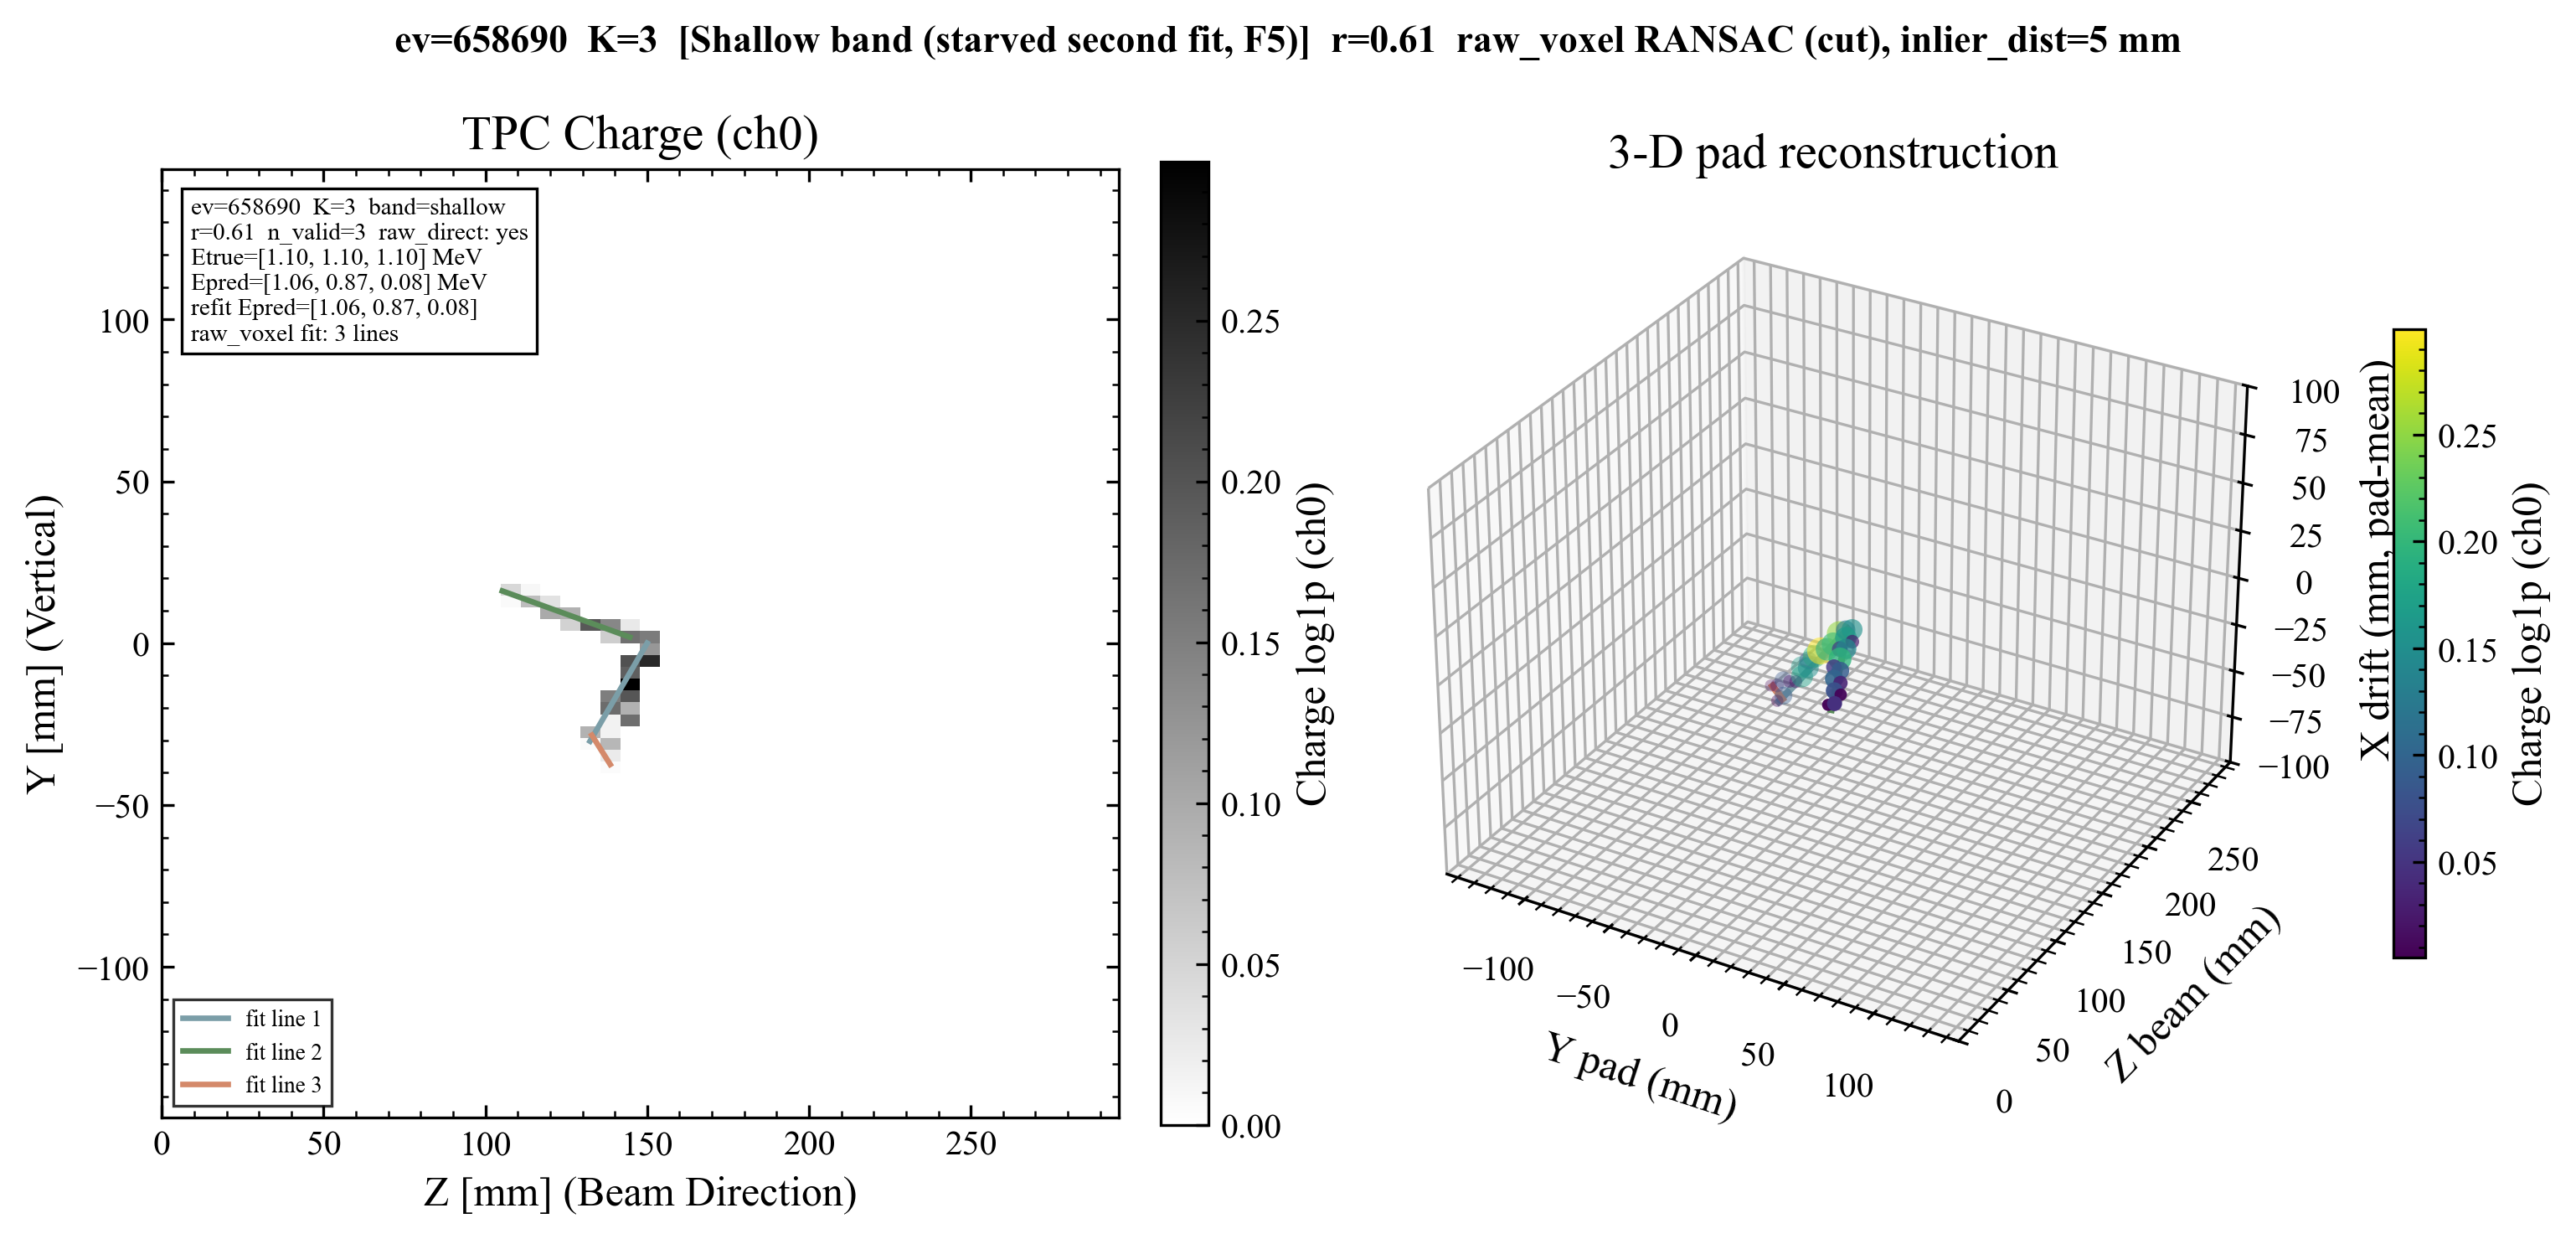 ev=658690  K=3  [Shallow band (starved second fit, F5)]  r=0.61  raw_voxel RANSAC (cut), inlier_dist=5 mm
TPC Charge (ch0)
ev=658690  K=3  band=shallow
r=0.61  n_valid=3  raw_direct: yes
Etrue=[1.10, 1.10, 1.10] MeV
Epred=[1.06, 0.87, 0.08] MeV
refit Epred=[1.06, 0.87, 0.08]
raw_voxel fit: 3 lines
100
50
0
−50
−100
Y [mm] (Vertical)
fit line 1
fit line 2
fit line 3
0
50
100
150
200
250
Z [mm] (Beam Direction)
0.25
0.20
0.15
0.10
0.05
0.00
Charge log1p (ch0)
3-D pad reconstruction
−100
−50
0
50
100
Y pad (mm)
0
50
100
150
200
250
Z beam (mm)
100
75
50
25
0
−25
−50
−75
−100
X drift (mm, pad-mean)
0.25
0.20
0.15
0.10
0.05
Charge log1p (ch0)